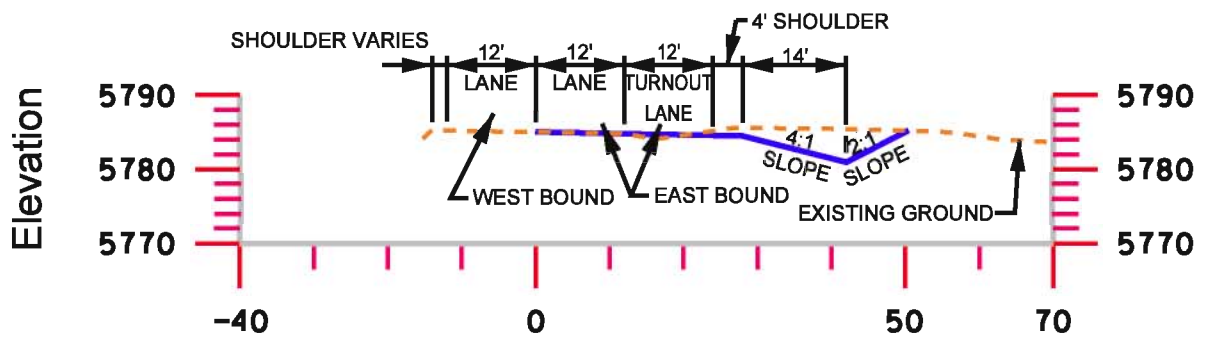 4' SHOULDER
SHOULDER VARIES
12'
LANE
12'
LANE
12'
TURNOUT
LANE
14'
Elevation
5790
5780
5770
5790
5780
5770
4:1
SLOPE
2:1
SLOPE
WEST BOUND
EAST BOUND
EXISTING GROUND
-40
0
50
70